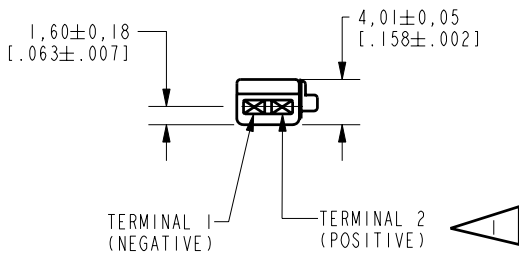 1,60±0,18
[.063±.007]
4,01±0,05
[.158±.002]
TERMINAL 1
(NEGATIVE)
TERMINAL 2
(POSITIVE)
1